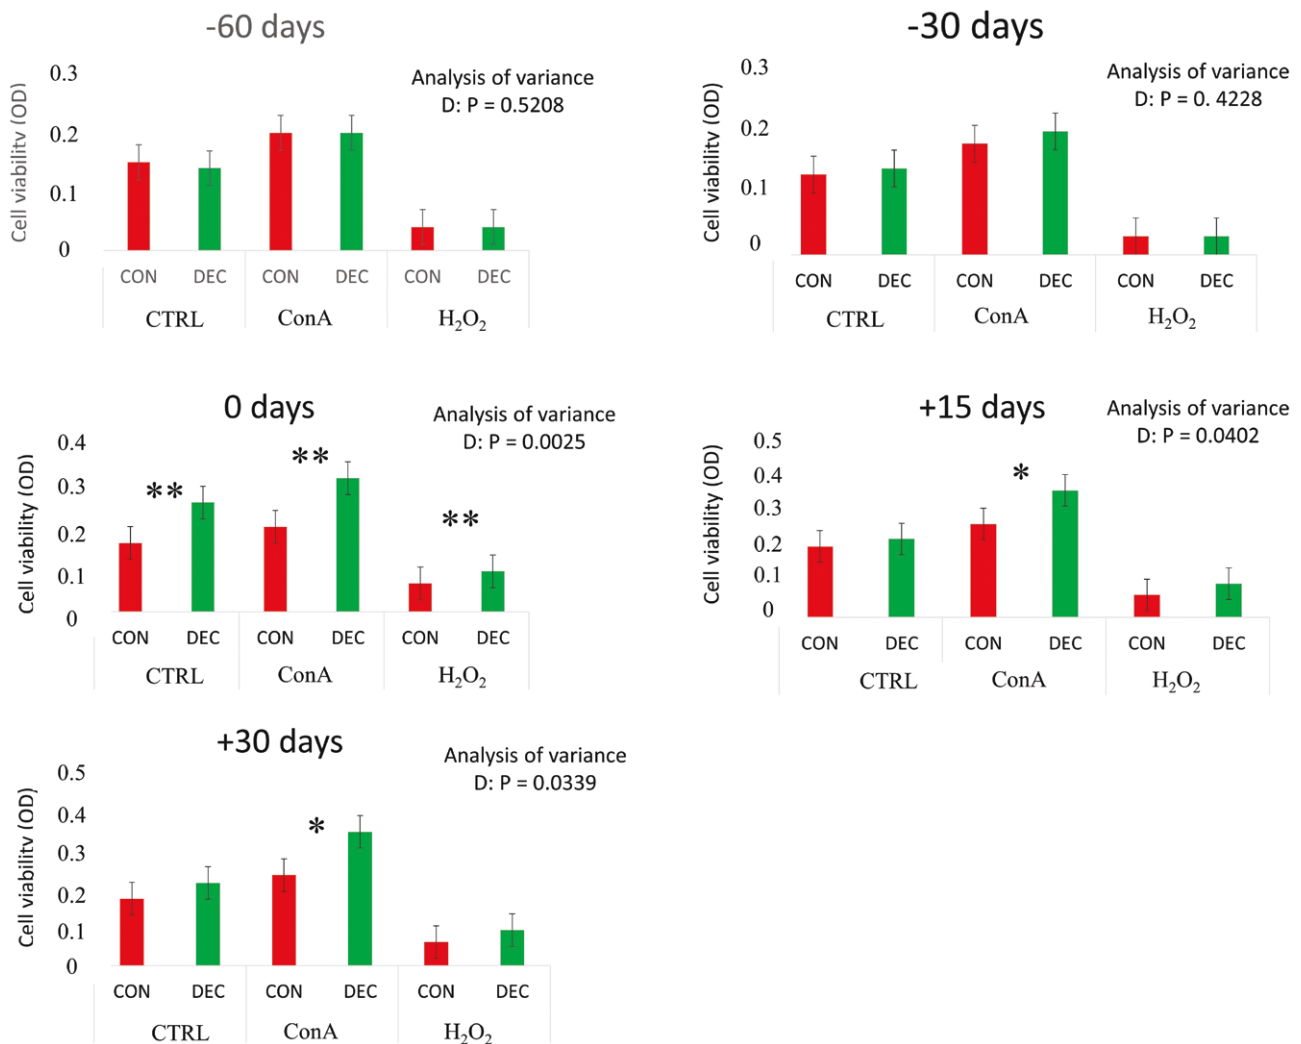 -60 days
Analysis of variance
D: P = 0.5208
Cell viability (OD)
0.3
0.2
0.1
0
CON DEC CON DEC CON DEC
CTRL ConA H₂O₂
-30 days
Analysis of variance
D: P = 0. 4228
Cell viability (OD)
0.3
0.2
0.1
0
CON DEC CON DEC CON DEC
CTRL ConA H₂O₂
0 days
Analysis of variance
D: P = 0.0025
Cell viability (OD)
0.4
0.3
0.2
0.1
0
** ** **
CON DEC CON DEC CON DEC
CTRL ConA H₂O₂
+15 days
Analysis of variance
D: P = 0.0402
Cell viability (OD)
0.5
0.4
0.3
0.2
0.1
0
*
CON DEC CON DEC CON DEC
CTRL ConA H₂O₂
+30 days
Analysis of variance
D: P = 0.0339
Cell viability (OD)
0.5
0.4
0.3
0.2
0.1
0
*
CON DEC CON DEC CON DEC
CTRL ConA H₂O₂